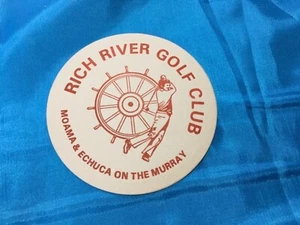 RICH RIVER GOLF CLUB
MOAMA & ECHUCA ON THE MURRAY